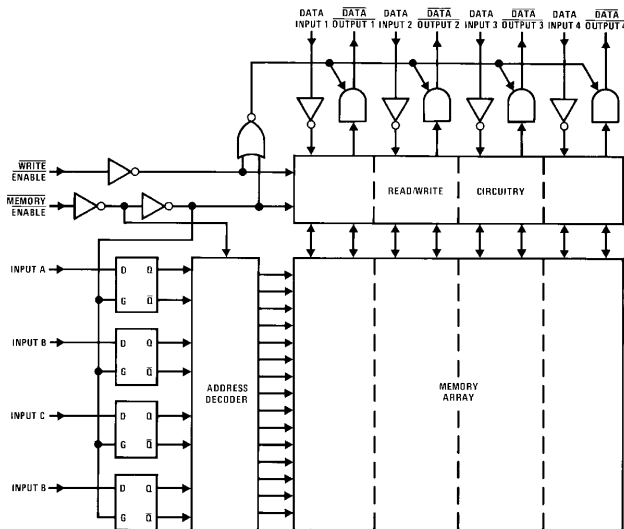 DATA INPUT 1 DATA OUTPUT 1 DATA INPUT 2 DATA OUTPUT 2 DATA INPUT 3 DATA OUTPUT 3 DATA INPUT 4 DATA OUTPUT 4
WRITE
ENABLE
READ/WRITE CIRCUITRY
MEMORY
ENABLE
INPUT A
D Q
G Q̅
INPUT B
D Q
G Q̅
ADDRESS
DECODER
MEMORY
ARRAY
INPUT C
D Q
G Q̅
INPUT B
D Q
G Q̅